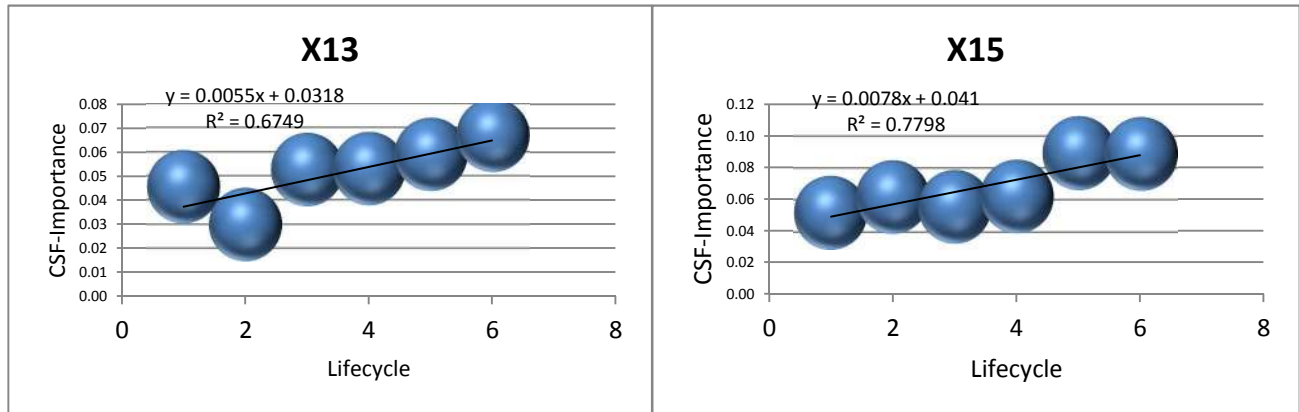 X13
y = 0.0055x + 0.0318
R² = 0.6749
CSF-Importance
0.08
0.07
0.06
0.05
0.04
0.03
0.02
0.01
0.00
0 2 4 6 8
Lifecycle
X15
y = 0.0078x + 0.041
R² = 0.7798
CSF-Importance
0.12
0.10
0.08
0.06
0.04
0.02
0.00
0 2 4 6 8
Lifecycle